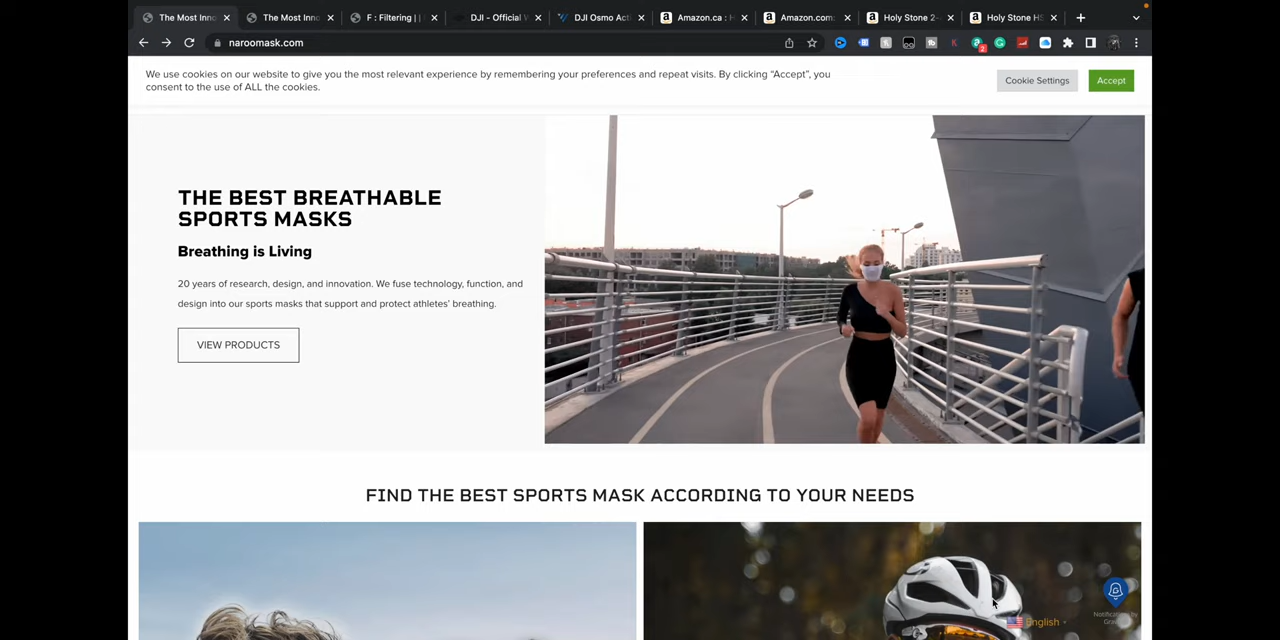 The Most Inno
The Most Inno
F : Filtering | |
DJI - Official
DJI Osmo Act
Amazon.ca : H
Amazon.com:
Holy Stone 2-
Holy Stone HS
naroomask.com
2
We use cookies on our website to give you the most relevant experience by remembering your preferences and repeat visits. By clicking “Accept”, you
consent to the use of ALL the cookies.
Cookie Settings
Accept
THE BEST BREATHABLE
SPORTS MASKS
Breathing is Living
20 years of research, design, and innovation. We fuse technology, function, and
design into our sports masks that support and protect athletes’ breathing.
VIEW PRODUCTS
FIND THE BEST SPORTS MASK ACCORDING TO YOUR NEEDS
Notifications by
English